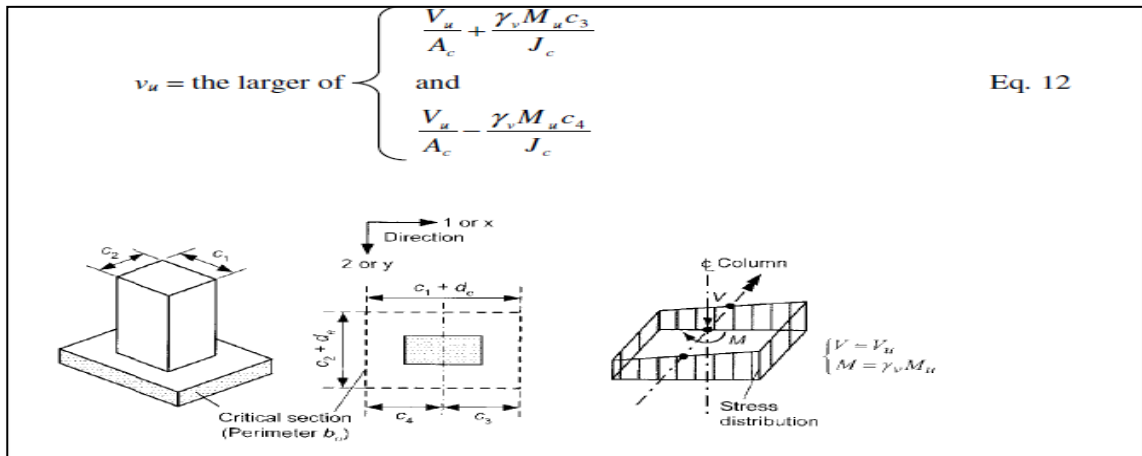 v_u = the larger of { V_u / A_c + γ_v M_u c_3 / J_c
and
V_u / A_c − γ_v M_u c_4 / J_c
Eq. 12
1 or x
Direction
2 or y
c_2
c_1
c_1 + d_e
c_2 + d_e
c_4
c_3
Critical section
(Perimeter b_o)
℄ Column
V
M
Stress
distribution
{ V = V_u
M = γ_v M_u